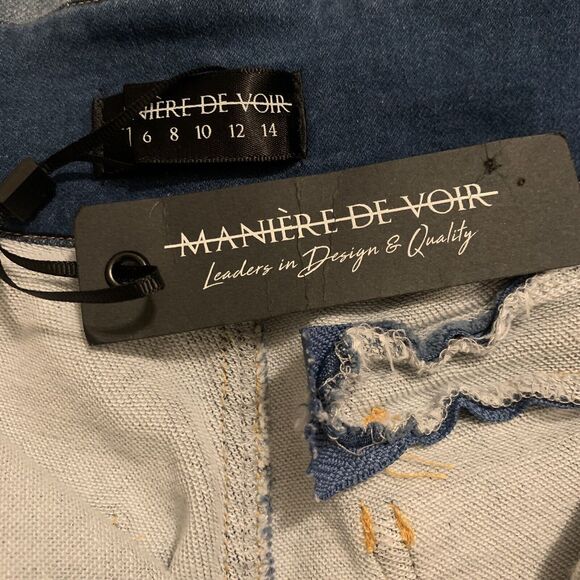 NIÈRE DE VOIR
6 8 10 12 14
MANIÈRE DE VOIR
Leaders in Design & Quality